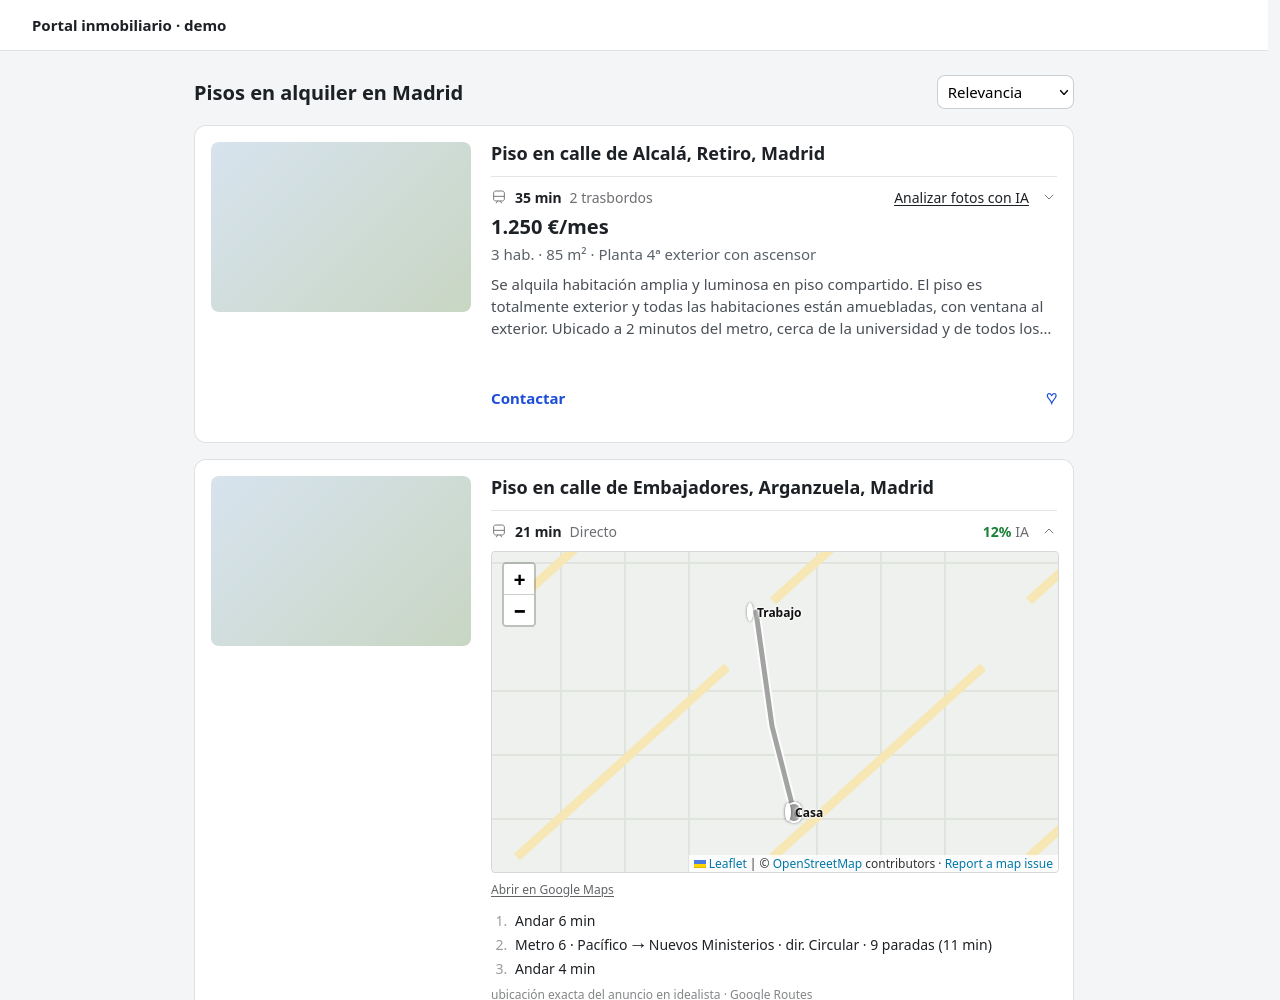 Portal inmobiliario · demo
Pisos en alquiler en Madrid
Relevancia
Piso en calle de Alcalá, Retiro, Madrid
35 min 2 trasbordos
Analizar fotos con IA
1.250 €/mes
3 hab. · 85 m² · Planta 4ª exterior con ascensor
Se alquila habitación amplia y luminosa en piso compartido. El piso es
totalmente exterior y todas las habitaciones están amuebladas, con ventana al
exterior. Ubicado a 2 minutos del metro, cerca de la universidad y de todos los…
Contactar
♡
Piso en calle de Embajadores, Arganzuela, Madrid
21 min Directo
12% IA
+
−
Trabajo
Casa
Leaflet | © OpenStreetMap contributors · Report a map issue
Abrir en Google Maps
1. Andar 6 min
2. Metro 6 · Pacífico → Nuevos Ministerios · dir. Circular · 9 paradas (11 min)
3. Andar 4 min
ubicación exacta del anuncio en idealista · Google Routes